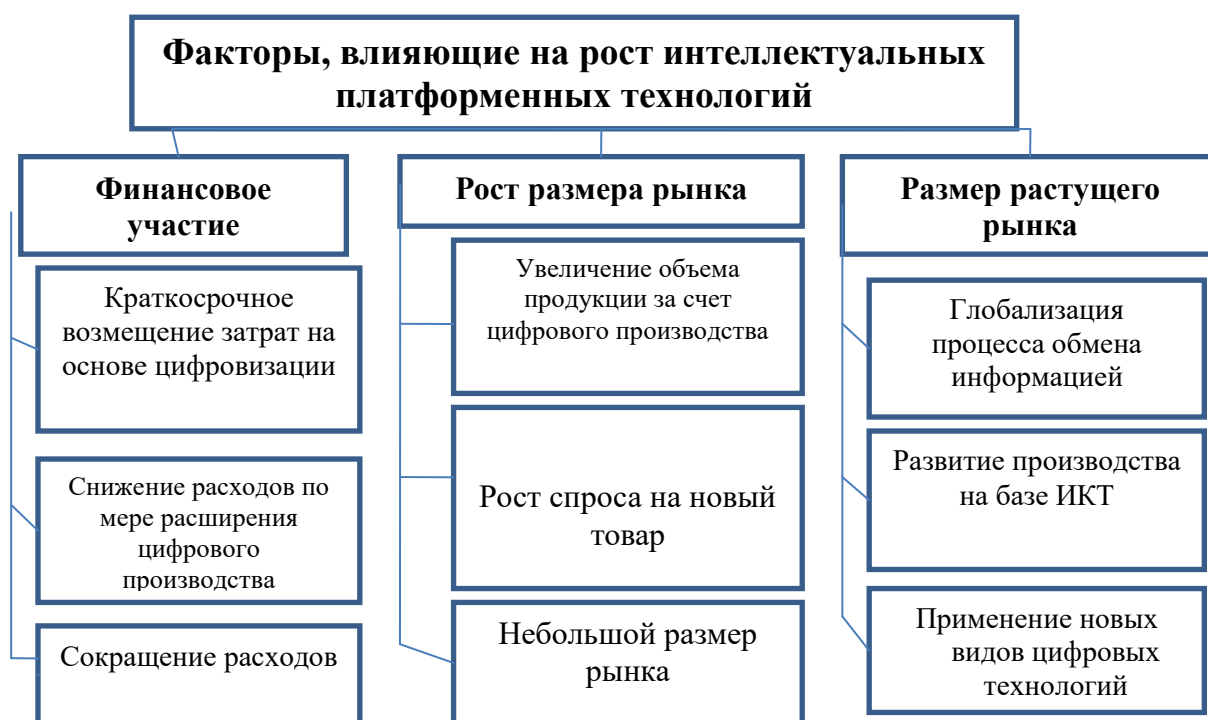 Факторы, влияющие на рост интеллектуальных
платформенных технологий
Финансовое
участие
Краткосрочное
возмещение затрат на
основе цифровизации
Снижение расходов по
мере расширения
цифрового
производства
Сокращение расходов
Рост размера рынка
Увеличение объема
продукции за счет
цифрового производства
Рост спроса на новый
товар
Небольшой размер
рынка
Размер растущего
рынка
Глобализация
процесса обмена
информацией
Развитие производства
на базе ИКТ
Применение новых
видов цифровых
технологий